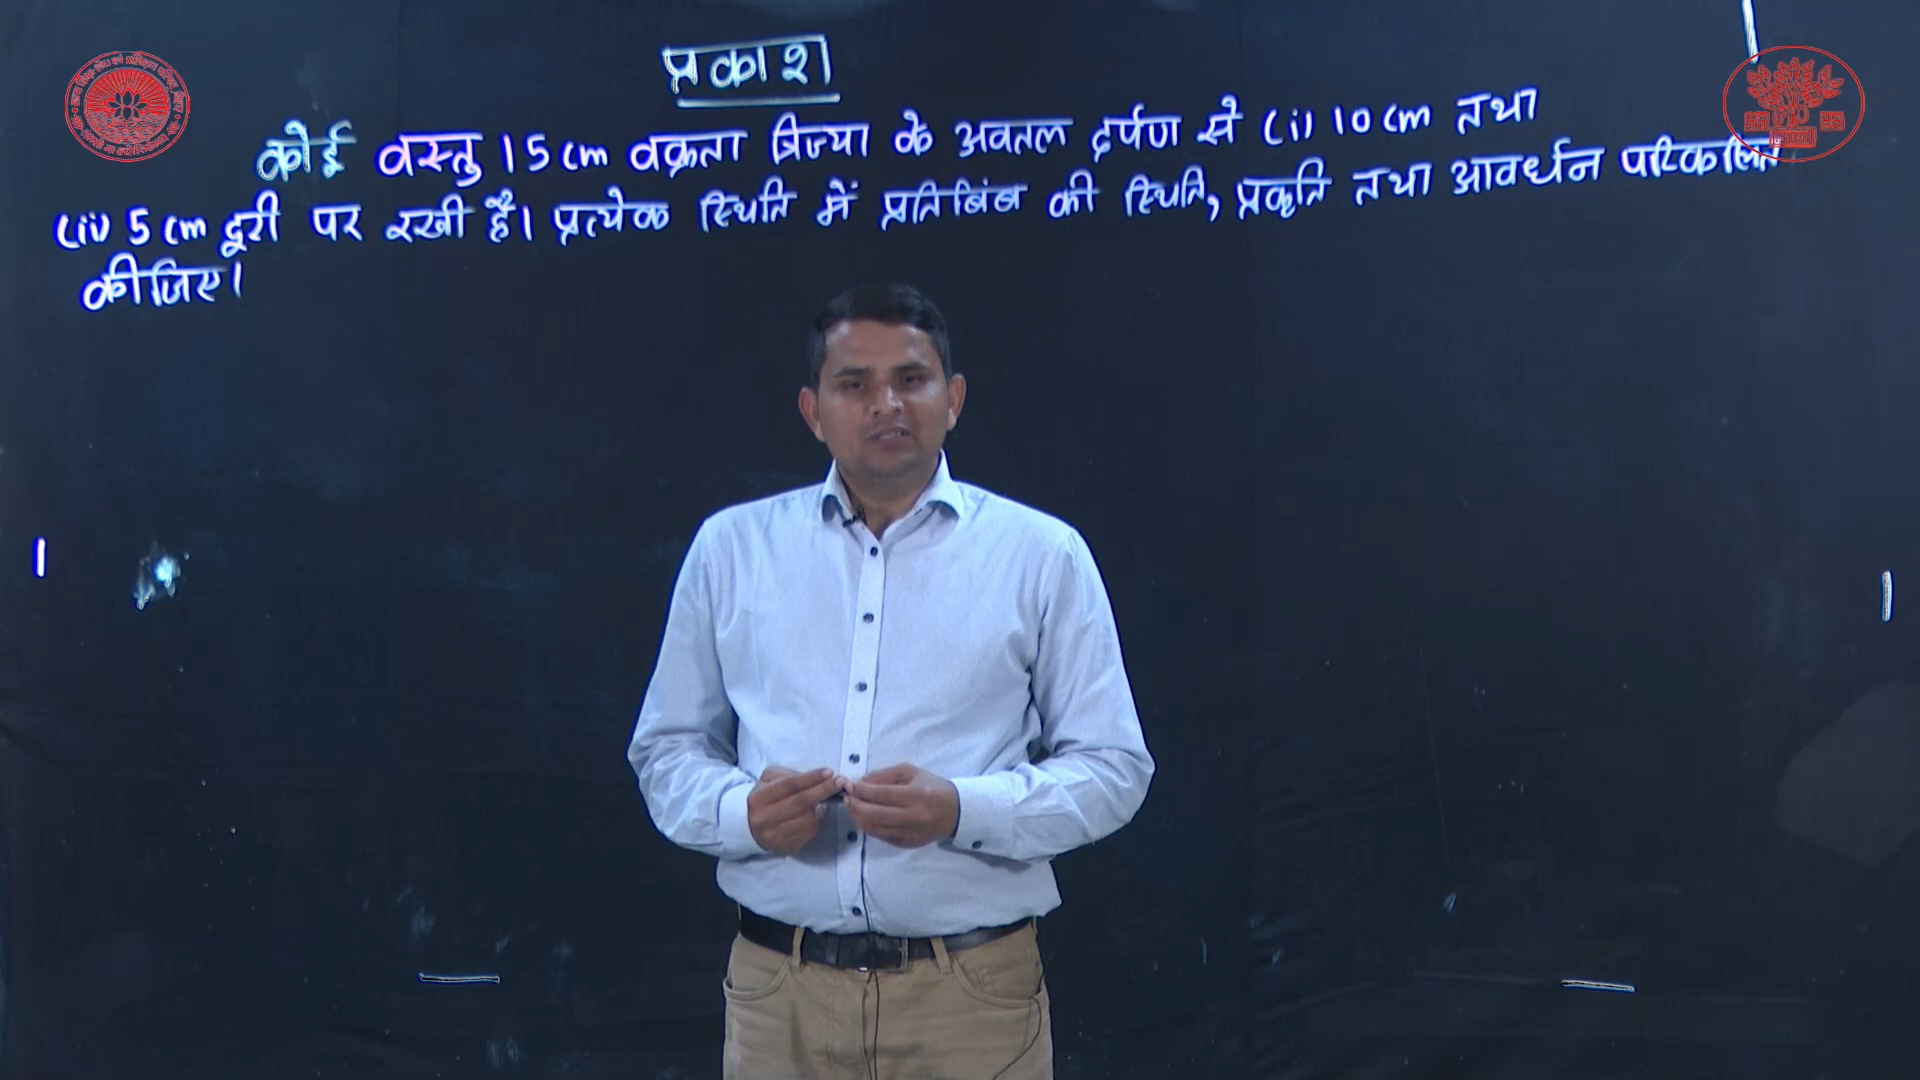 प्रकाश
कोई वस्तु 15 cm वक्रता त्रिज्या के अवतल दर्पण से (i) 10 cm तथा
(ii) 5 cm दूरी पर रखी है। प्रत्येक स्थिति में प्रतिबिंब की स्थिति, प्रकृति तथा आवर्धन परिकलित
कीजिए।